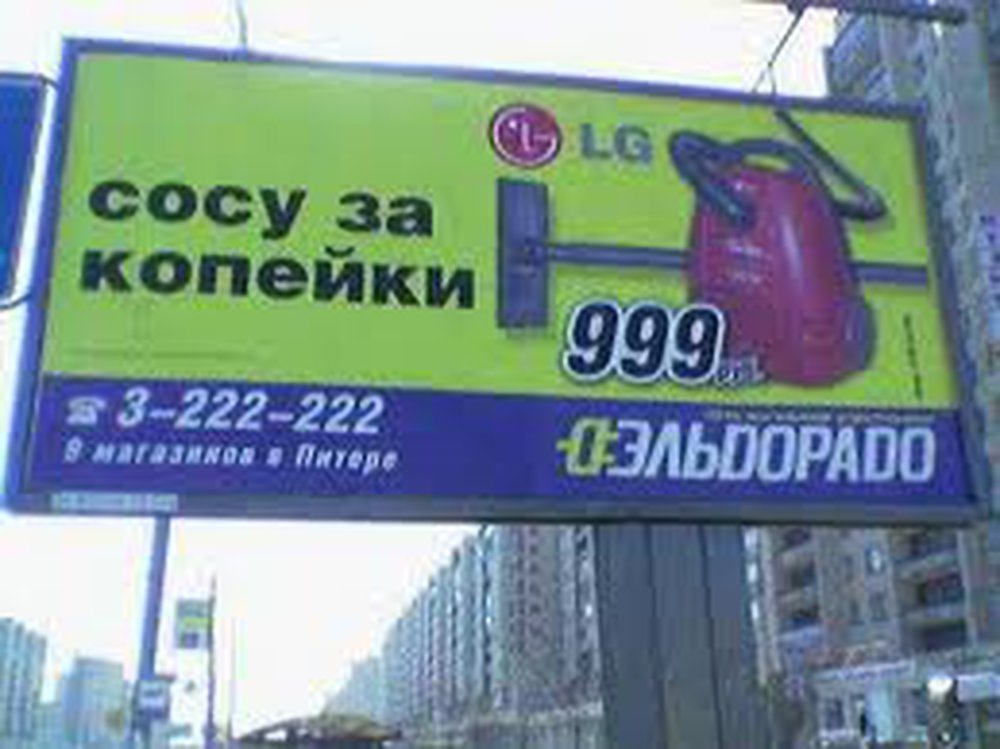 LG
сосу за
копейки
999
3-222-222
9 магазинов в Питере
ЭЛЬДОРАДО